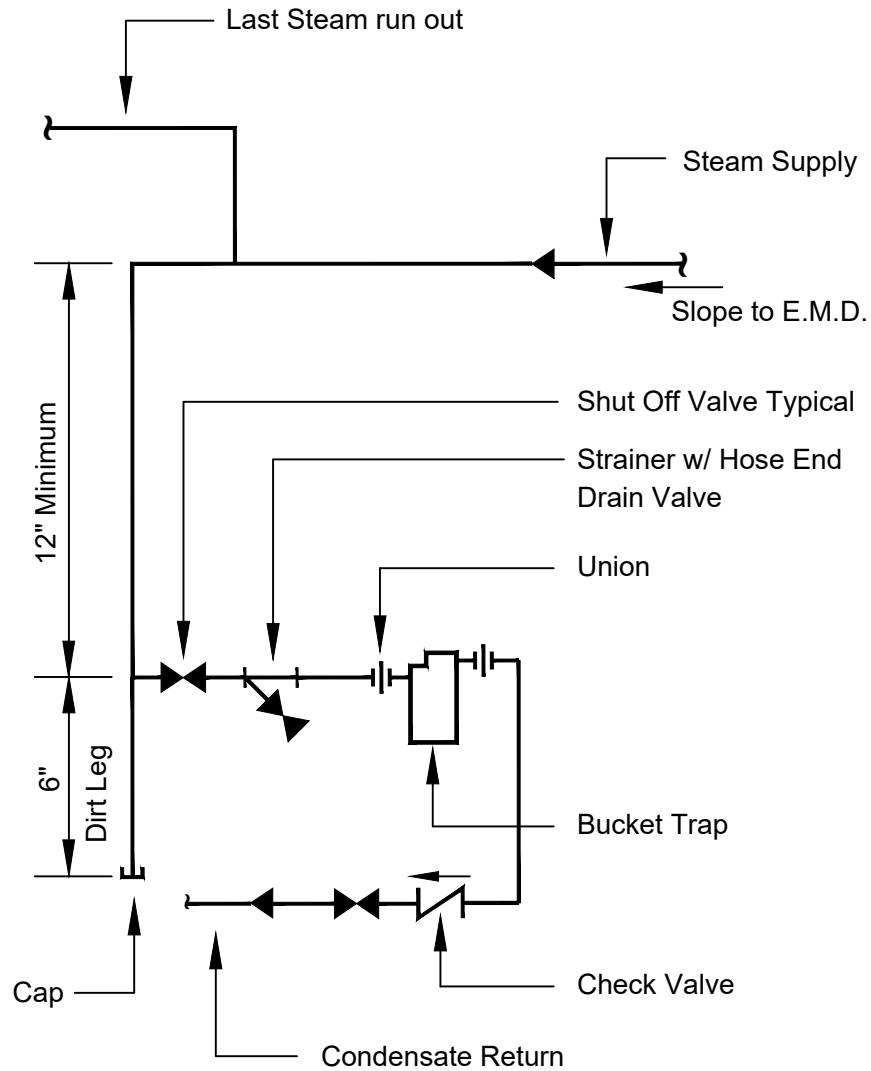 Last Steam run out
Steam Supply
Slope to E.M.D.
12" Minimum
Shut Off Valve Typical
Strainer w/ Hose End
Drain Valve
Union
6"
Dirt Leg
Bucket Trap
Cap
Check Valve
Condensate Return